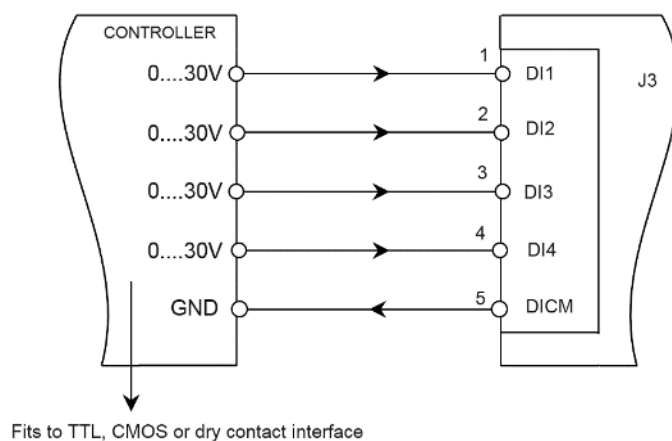 CONTROLLER
0....30V 1 DI1 J3
0....30V 2 DI2
0....30V 3 DI3
0....30V 4 DI4
GND 5 DICM
Fits to TTL, CMOS or dry contact interface